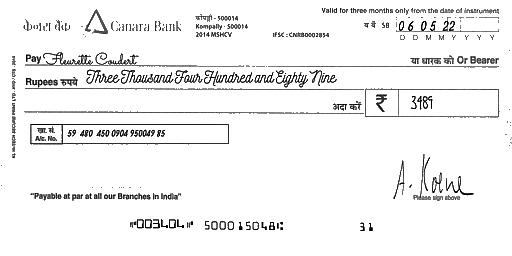 केनरा बैंक Canara Bank
कोंपल्ली - 500014
Kompally - 500014
2014 MSHCV
IFSC : CNRB0002854
Valid for three months only from the date of instrument
SB 06 05 22
D D M M Y Y Y Y
Pay Fleurette Coudert या धारक को Or Bearer
Rupees रुपये Three Thousand Four Hundred and Eighty Nine
अदा करें ₹ 3489
खा. सं.
A/c. No. 59 480 450 0904 950049 85
A. Koene
Please sign above
"Payable at par at all our Branches in India"
⑈003404⑈ 500015048⑆ 31